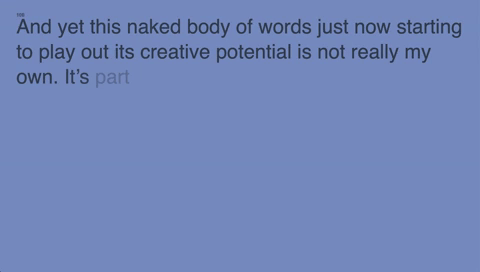 And yet this naked body of words just now starting
to play out its creative potential is not really my
own. It’s part